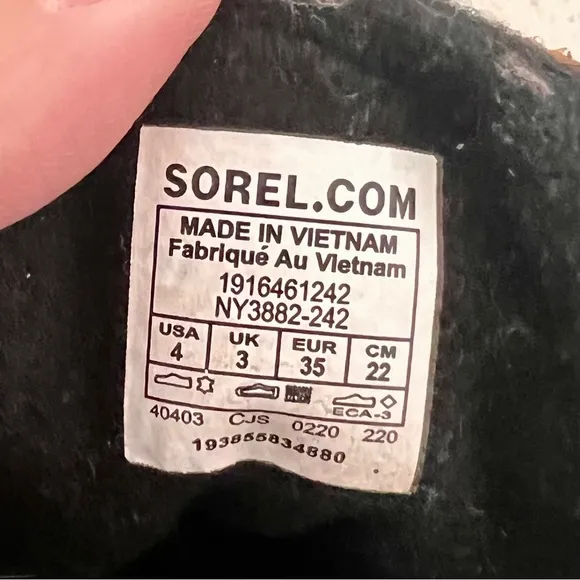 SOREL.COM
MADE IN VIETNAM
Fabriqué Au Vietnam
1916461242
NY3882-242
USA UK EUR CM
4 3 35 22
ECA-3
40403 CJS 0220 220
193855834880